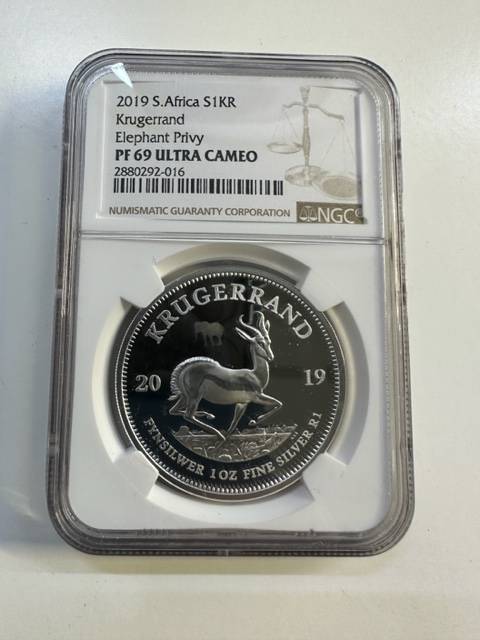 2019 S.Africa S1KR
Krugerrand
Elephant Privy
PF 69 ULTRA CAMEO
2880292-016
NUMISMATIC GUARANTY CORPORATION NGC
KRUGERRAND
20 19
FYNSILWER 1 OZ FINE SILVER R1